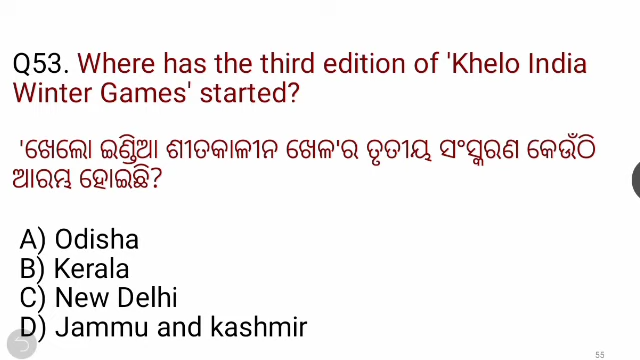 Q53. Where has the third edition of 'Khelo India
Winter Games' started?
'ଖେଲୋ ଇଣ୍ଡିଆ ଶୀତକାଳୀନ ଖେଳ'ର ତୃତୀୟ ସଂସ୍କରଣ କେଉଁଠି
ଆରମ୍ଭ ହୋଇଛି?
A) Odisha
B) Kerala
C) New Delhi
D) Jammu and kashmir
55